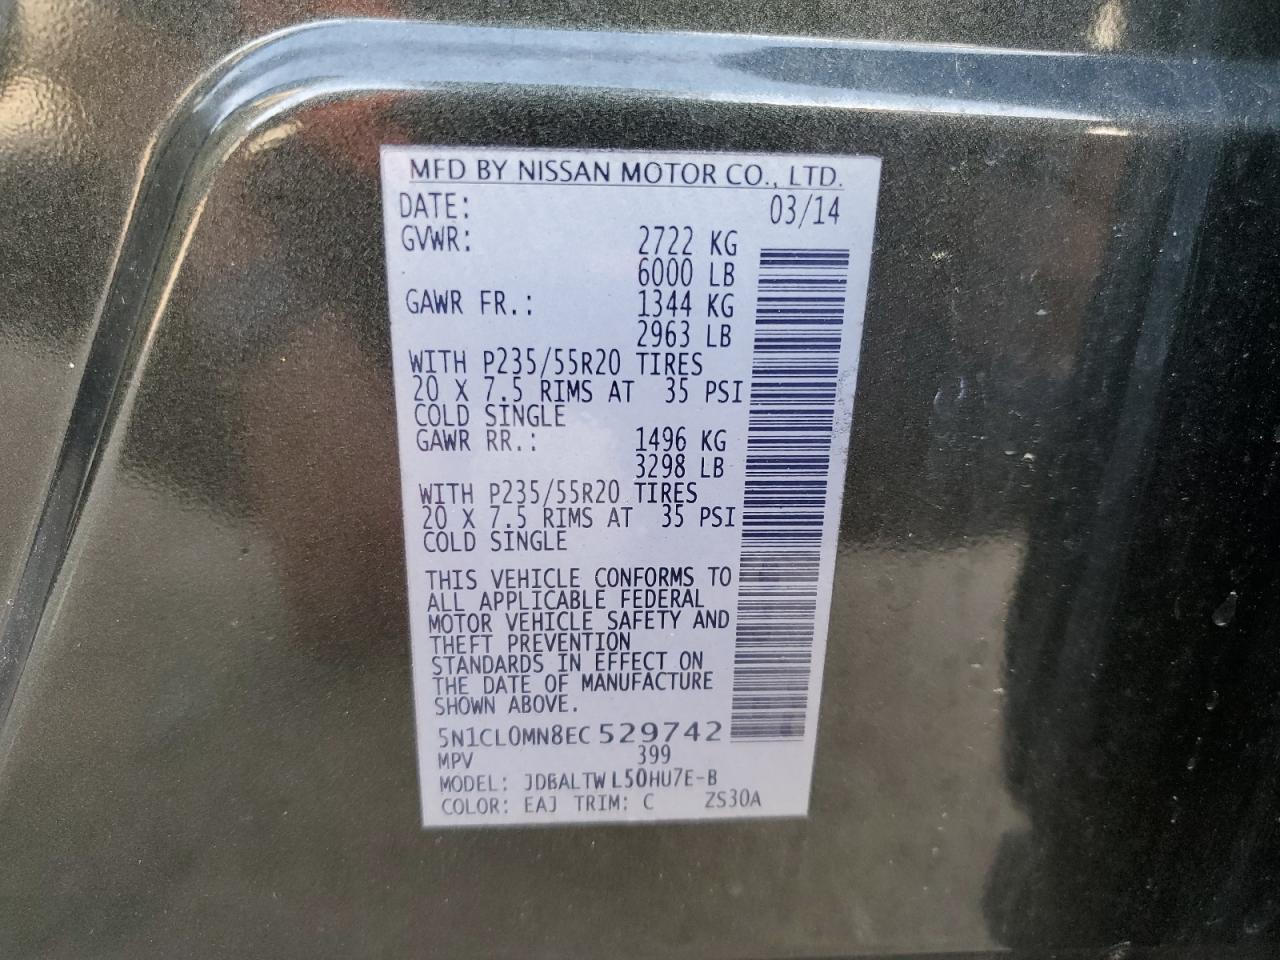 MFD BY NISSAN MOTOR CO., LTD.
DATE: 03/14
GVWR: 2722 KG
6000 LB
GAWR FR.: 1344 KG
2963 LB
WITH P235/55R20 TIRES
20 X 7.5 RIMS AT 35 PSI
COLD SINGLE
GAWR RR.: 1496 KG
3298 LB
WITH P235/55R20 TIRES
20 X 7.5 RIMS AT 35 PSI
COLD SINGLE
THIS VEHICLE CONFORMS TO
ALL APPLICABLE FEDERAL
MOTOR VEHICLE SAFETY AND
THEFT PREVENTION
STANDARDS IN EFFECT ON
THE DATE OF MANUFACTURE
SHOWN ABOVE.
5N1CL0MN8EC529742
MPV 399
MODEL: JDBALTWL50HU7E-B
COLOR: EAJ TRIM: C ZS30A